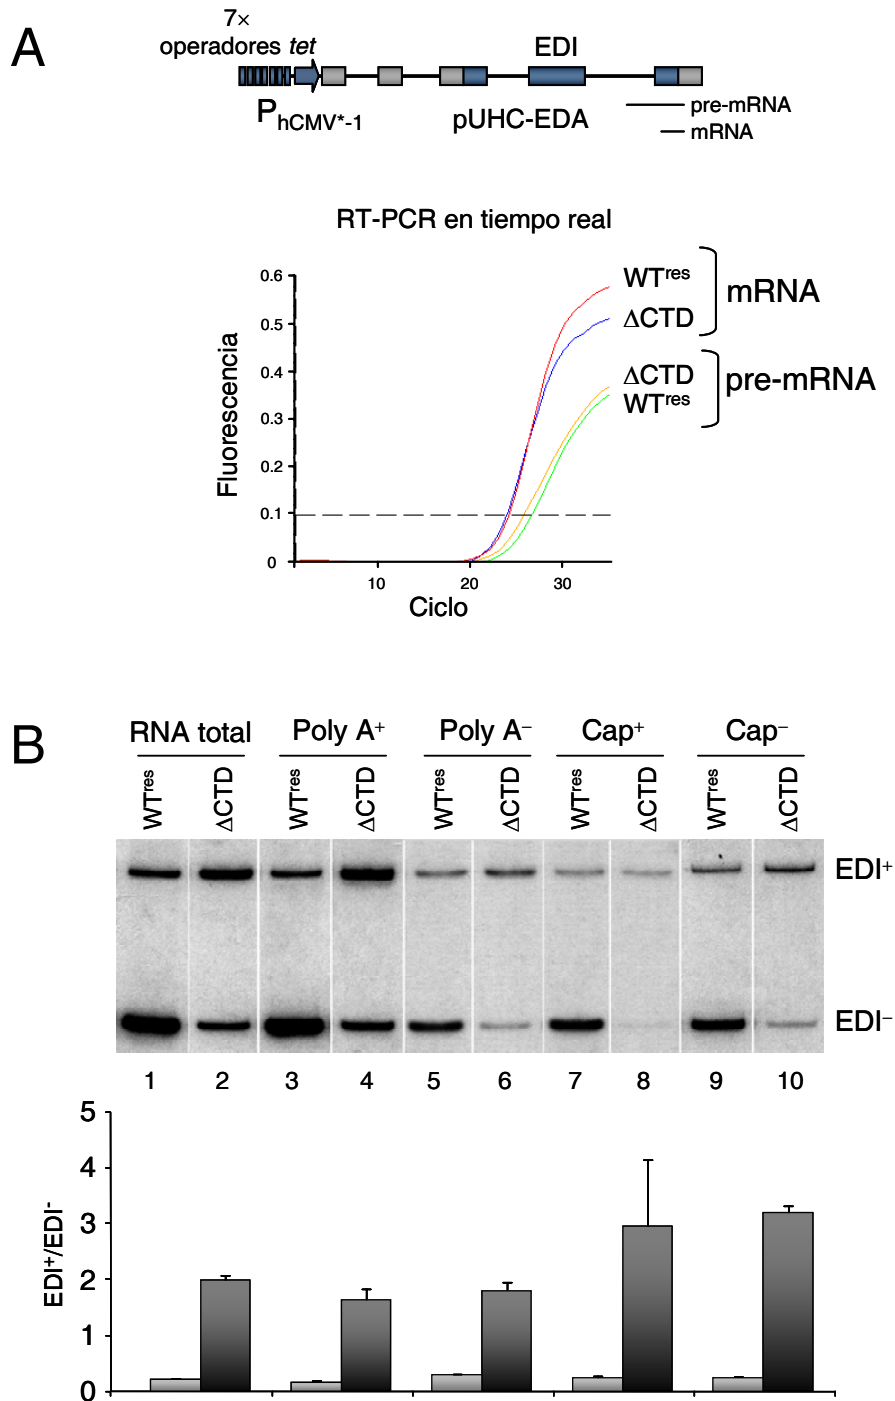 A
7×
operadores tet
EDI
PhCMV*-1
pUHC-EDA
pre-mRNA
mRNA
RT-PCR en tiempo real
0.6
0.5
0.4
0.3
0.2
0.1
0
Fluorescencia
10 20 30
Ciclo
WTres
ΔCTD
mRNA
ΔCTD
WTres
pre-mRNA
B
RNA total Poly A+ Poly A− Cap+ Cap−
WTres ΔCTD WTres ΔCTD WTres ΔCTD WTres ΔCTD WTres ΔCTD
EDI+
EDI−
1 2 3 4 5 6 7 8 9 10
5
4
3
2
1
0
EDI+/EDI-